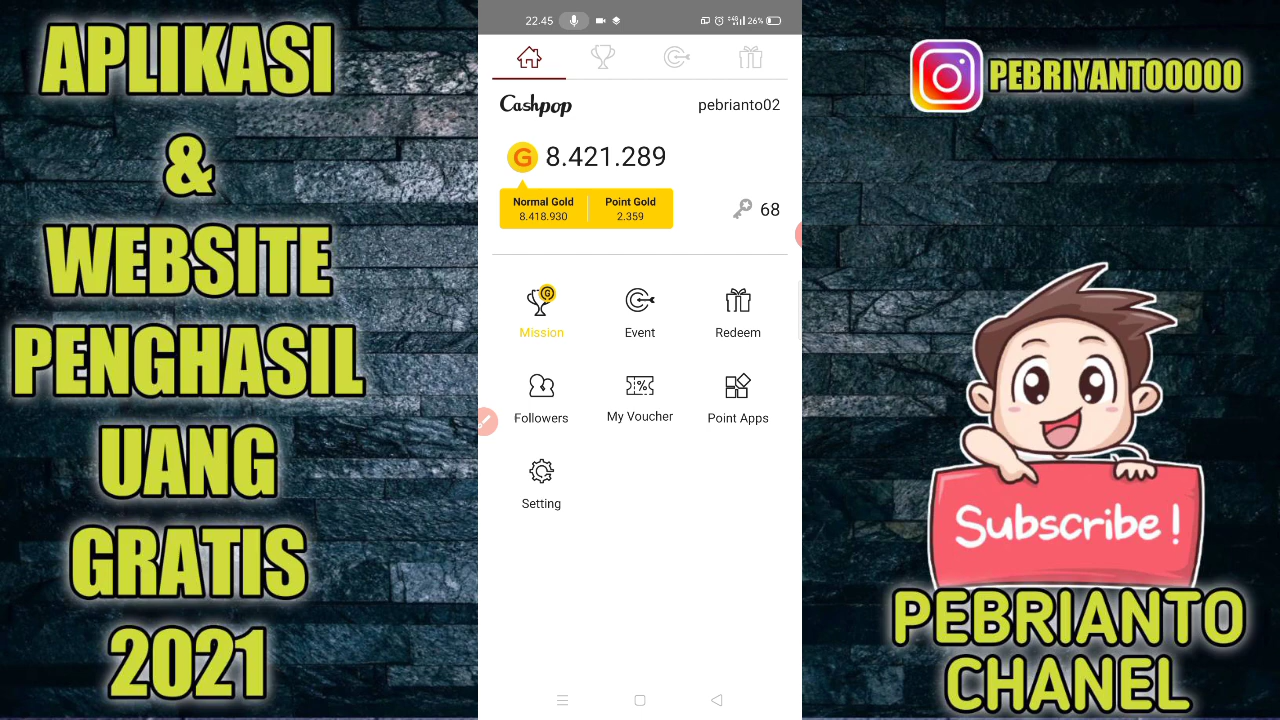 APLIKASI
&
WEBSITE
PENGHASIL
UANG
GRATIS
2021
22.45
26%
Cashpop
pebrianto02
G 8.421.289
Normal Gold
8.418.930
Point Gold
2.359
68
Mission
Event
Redeem
Followers
My Voucher
Point Apps
Setting
PEBRIYANTOOOOO
Subscribe !
PEBRIANTO
CHANEL